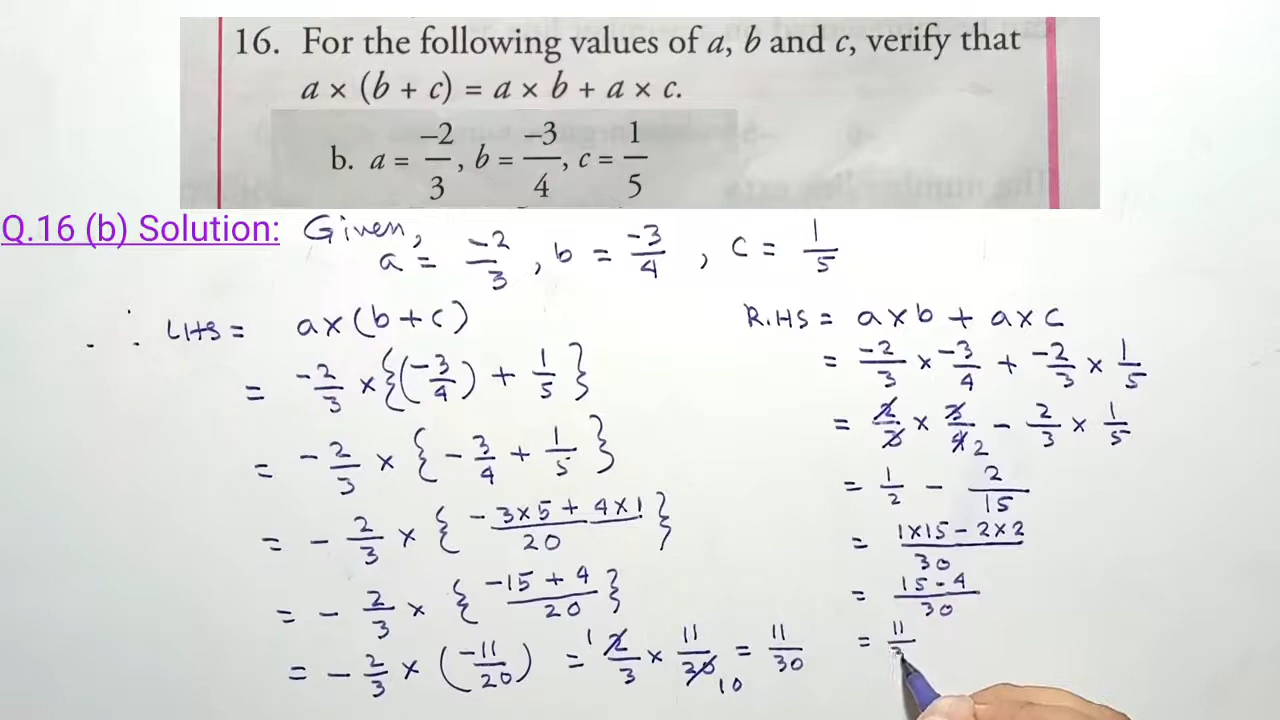 16. For the following values of a, b and c, verify that
a × (b + c) = a × b + a × c.
b. a = -2/3, b = -3/4, c = 1/5
Q.16 (b) Solution: Given,
a = -2/3, b = -3/4, c = 1/5
∴ LHS = a×(b+c)
= -2/3 × {(-3/4) + 1/5}
= -2/3 × {-3/4 + 1/5}
= -2/3 × {-3×5 + 4×1/20}
= -2/3 × {-15 + 4/20}
= -2/3 × (-11/20) = 1 2/3 × 11/20 10 = 11/30
R.HS = a×b + a×c
= -2/3 × -3/4 + -2/3 × 1/5
= 2/3 × 3/4 2 - 2/3 × 1/5
= 1/2 - 2/15
= 1×15 - 2×2/30
= 15-4/30
= 11/